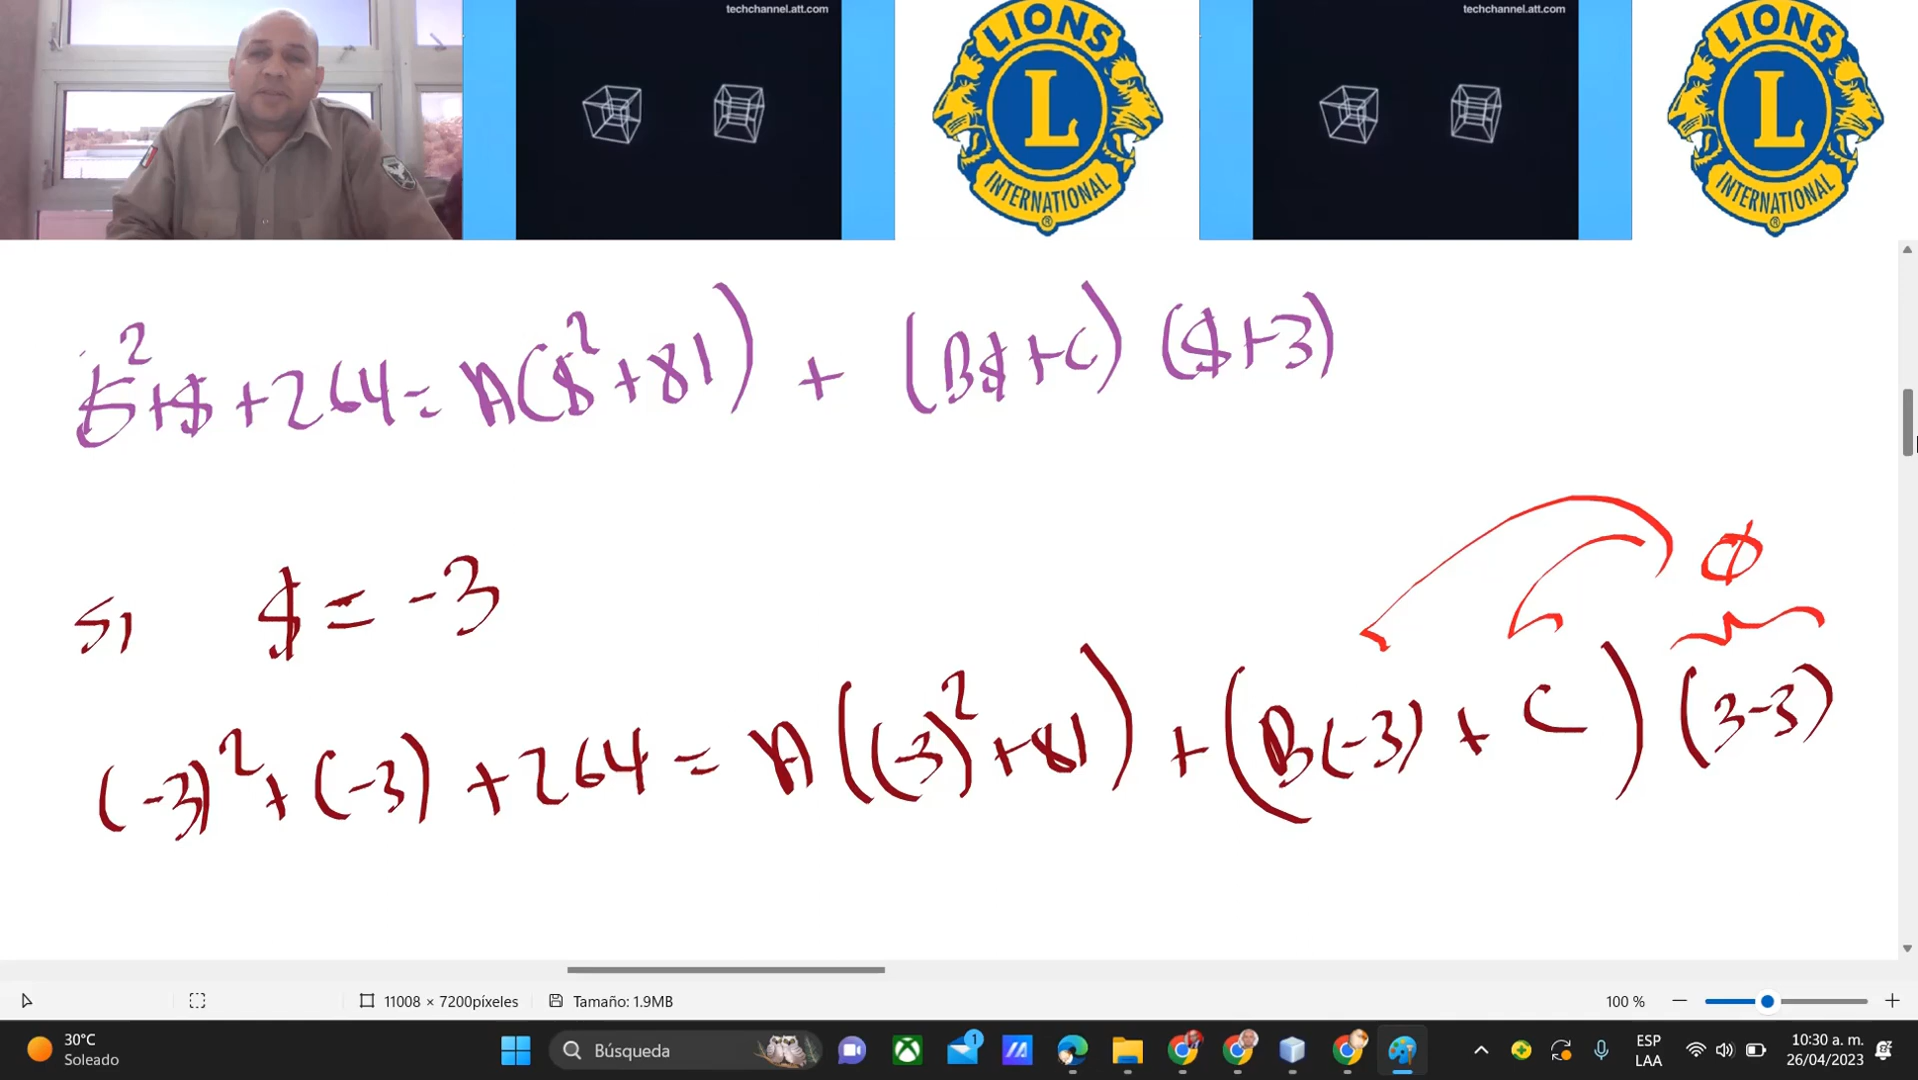 techchannel.att.com
techchannel.att.com
LIONS
L
INTERNATIONAL
®
LIONS
L
INTERNATIONAL
®
$² + $ + 264 = A($² + 81) + (B$ + C) ($ + 3)
si $ = -3
ϕ
(-3)² + (-3) + 264 = A((-3)² + 81) + (B(-3) + C) (3-3)
11008 × 7200píxeles
Tamaño: 1.9MB
100 %
30°C
Soleado
Búsqueda
1
ESP
LAA
10:30 a. m.
26/04/2023